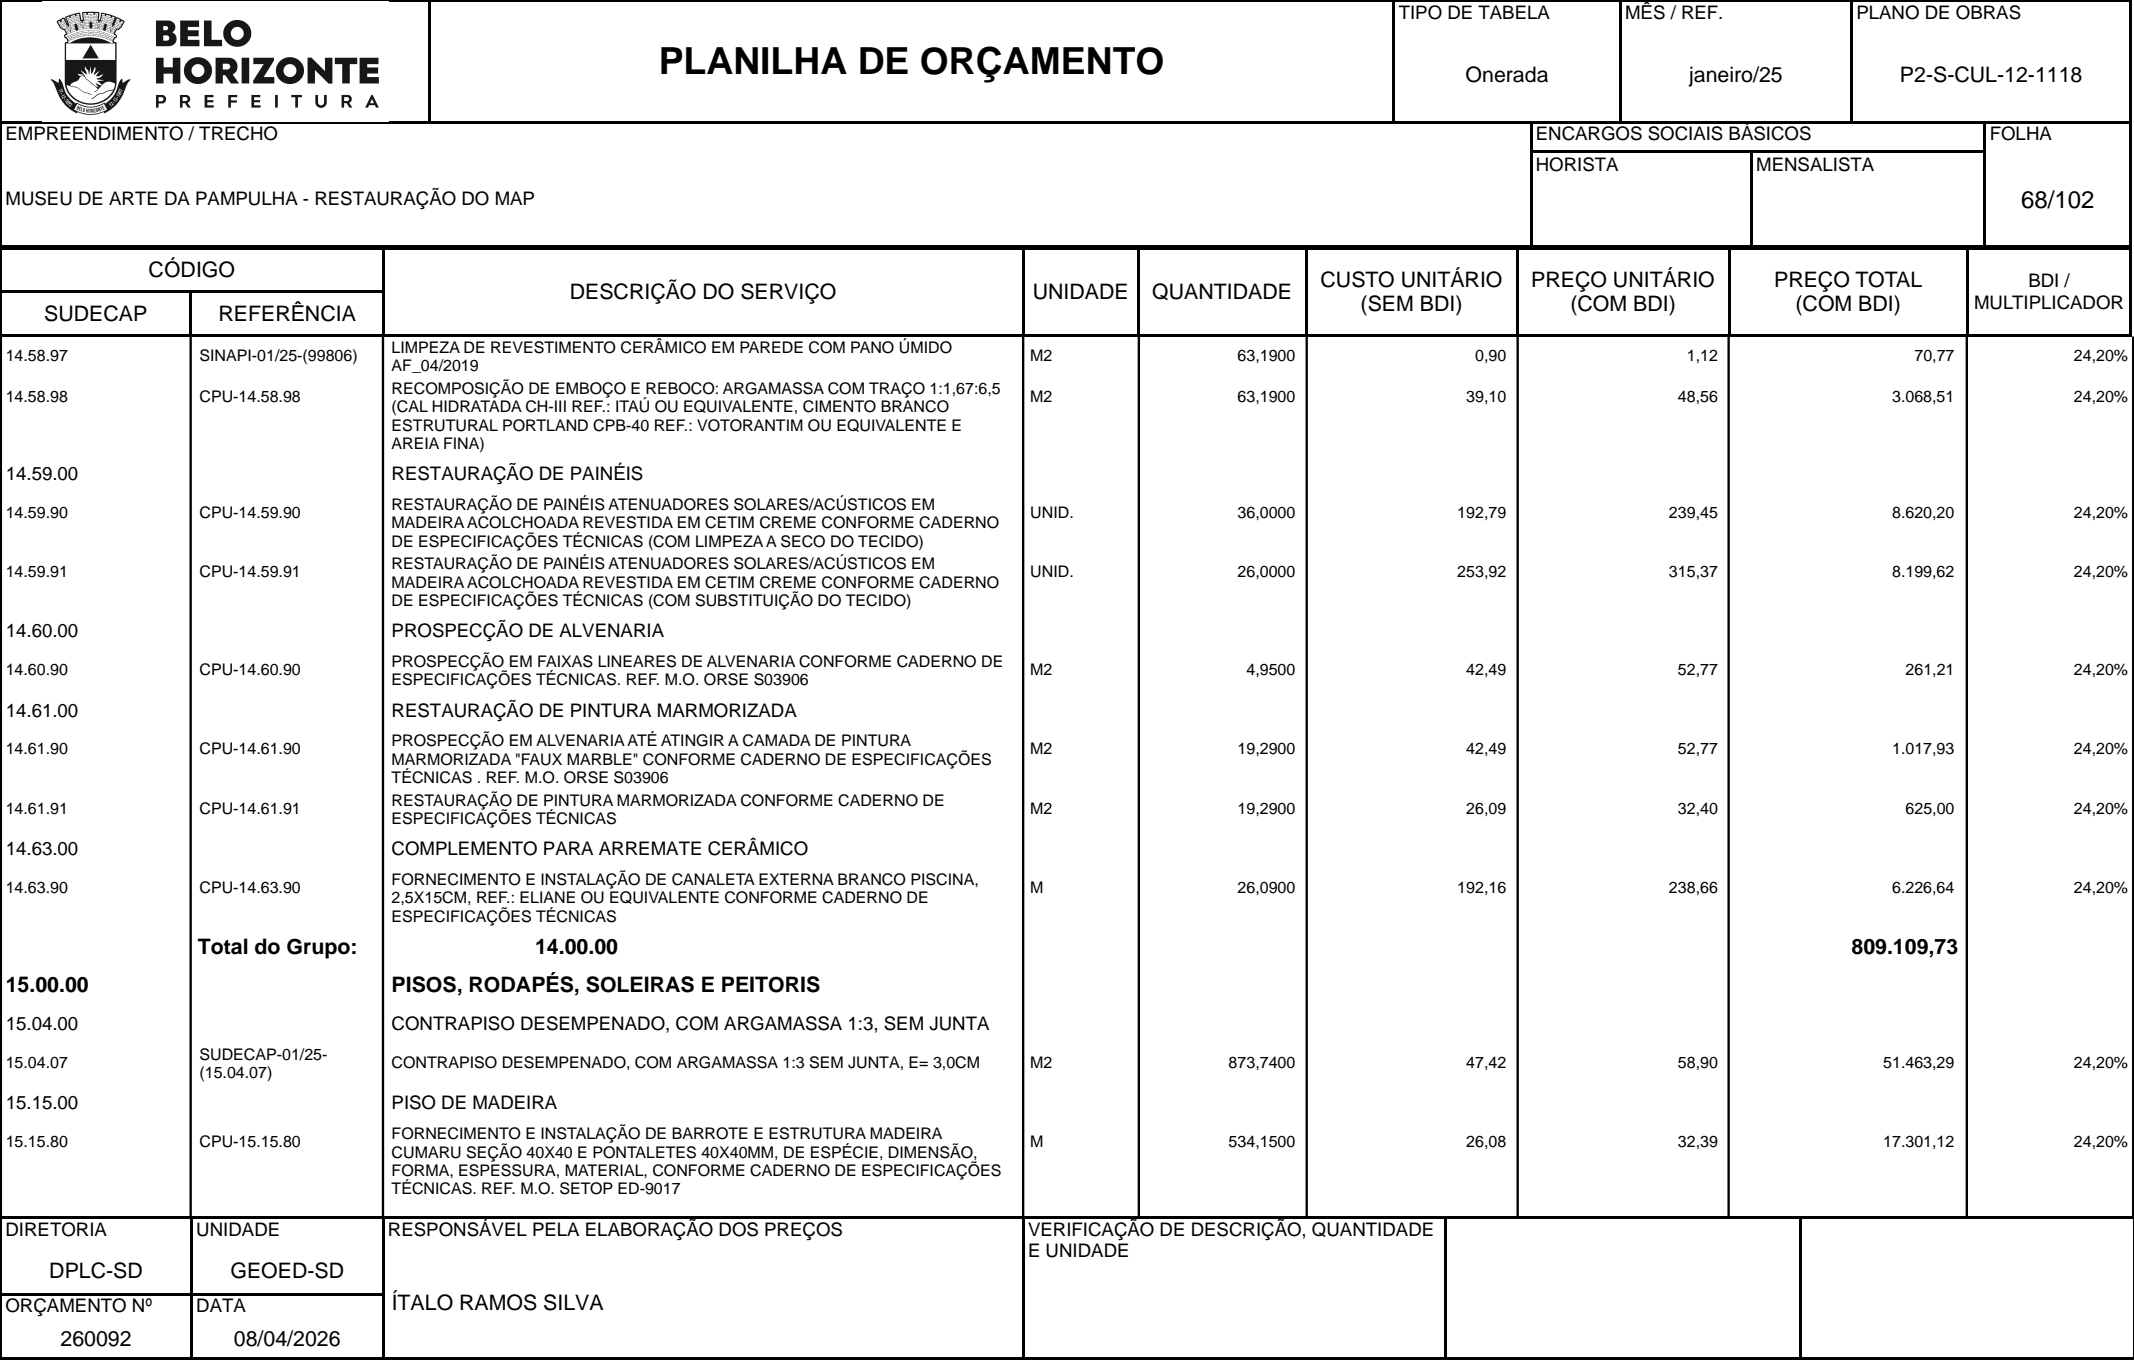 BELO
HORIZONTE
PREFEITURA
PLANILHA DE ORÇAMENTO
TIPO DE TABELA
Onerada
MÊS / REF.
janeiro/25
PLANO DE OBRAS
P2-S-CUL-12-1118
EMPREENDIMENTO / TRECHO
MUSEU DE ARTE DA PAMPULHA - RESTAURAÇÃO DO MAP
ENCARGOS SOCIAIS BÁSICOS
HORISTA
MENSALISTA
FOLHA
68/102
CÓDIGO
SUDECAP
REFERÊNCIA
DESCRIÇÃO DO SERVIÇO
UNIDADE
QUANTIDADE
CUSTO UNITÁRIO
(SEM BDI)
PREÇO UNITÁRIO
(COM BDI)
PREÇO TOTAL
(COM BDI)
BDI /
MULTIPLICADOR
14.58.97 SINAPI-01/25-(99806) LIMPEZA DE REVESTIMENTO CERÂMICO EM PAREDE COM PANO ÚMIDO M2 63,1900 0,90 1,12 70,77 24,20%
AF_04/2019
14.58.98 CPU-14.58.98 RECOMPOSIÇÃO DE EMBOÇO E REBOCO: ARGAMASSA COM TRAÇO 1:1,67:6,5 M2 63,1900 39,10 48,56 3.068,51 24,20%
(CAL HIDRATADA CH-III REF.: ITAÚ OU EQUIVALENTE, CIMENTO BRANCO
ESTRUTURAL PORTLAND CPB-40 REF.: VOTORANTIM OU EQUIVALENTE E
AREIA FINA)
14.59.00 RESTAURAÇÃO DE PAINÉIS
14.59.90 CPU-14.59.90 RESTAURAÇÃO DE PAINÉIS ATENUADORES SOLARES/ACÚSTICOS EM UNID. 36,0000 192,79 239,45 8.620,20 24,20%
MADEIRA ACOLCHOADA REVESTIDA EM CETIM CREME CONFORME CADERNO
DE ESPECIFICAÇÕES TÉCNICAS (COM LIMPEZA A SECO DO TECIDO)
14.59.91 CPU-14.59.91 RESTAURAÇÃO DE PAINÉIS ATENUADORES SOLARES/ACÚSTICOS EM UNID. 26,0000 253,92 315,37 8.199,62 24,20%
MADEIRA ACOLCHOADA REVESTIDA EM CETIM CREME CONFORME CADERNO
DE ESPECIFICAÇÕES TÉCNICAS (COM SUBSTITUIÇÃO DO TECIDO)
14.60.00 PROSPECÇÃO DE ALVENARIA
14.60.90 CPU-14.60.90 PROSPECÇÃO EM FAIXAS LINEARES DE ALVENARIA CONFORME CADERNO DE M2 4,9500 42,49 52,77 261,21 24,20%
ESPECIFICAÇÕES TÉCNICAS. REF. M.O. ORSE S03906
14.61.00 RESTAURAÇÃO DE PINTURA MARMORIZADA
14.61.90 CPU-14.61.90 PROSPECÇÃO EM ALVENARIA ATÉ ATINGIR A CAMADA DE PINTURA M2 19,2900 42,49 52,77 1.017,93 24,20%
MARMORIZADA "FAUX MARBLE" CONFORME CADERNO DE ESPECIFICAÇÕES
TÉCNICAS . REF. M.O. ORSE S03906
14.61.91 CPU-14.61.91 RESTAURAÇÃO DE PINTURA MARMORIZADA CONFORME CADERNO DE M2 19,2900 26,09 32,40 625,00 24,20%
ESPECIFICAÇÕES TÉCNICAS
14.63.00 COMPLEMENTO PARA ARREMATE CERÂMICO
14.63.90 CPU-14.63.90 FORNECIMENTO E INSTALAÇÃO DE CANALETA EXTERNA BRANCO PISCINA, M 26,0900 192,16 238,66 6.226,64 24,20%
2,5X15CM, REF.: ELIANE OU EQUIVALENTE CONFORME CADERNO DE
ESPECIFICAÇÕES TÉCNICAS
Total do Grupo: 14.00.00 809.109,73
15.00.00 PISOS, RODAPÉS, SOLEIRAS E PEITORIS
15.04.00 CONTRAPISO DESEMPENADO, COM ARGAMASSA 1:3, SEM JUNTA
15.04.07 SUDECAP-01/25-
(15.04.07) CONTRAPISO DESEMPENADO, COM ARGAMASSA 1:3 SEM JUNTA, E= 3,0CM M2 873,7400 47,42 58,90 51.463,29 24,20%
15.15.00 PISO DE MADEIRA
15.15.80 CPU-15.15.80 FORNECIMENTO E INSTALAÇÃO DE BARROTE E ESTRUTURA MADEIRA M 534,1500 26,08 32,39 17.301,12 24,20%
CUMARU SEÇÃO 40X40 E PONTALETES 40X40MM, DE ESPÉCIE, DIMENSÃO,
FORMA, ESPESSURA, MATERIAL, CONFORME CADERNO DE ESPECIFICAÇÕES
TÉCNICAS. REF. M.O. SETOP ED-9017
DIRETORIA
DPLC-SD
UNIDADE
GEOED-SD
RESPONSÁVEL PELA ELABORAÇÃO DOS PREÇOS
ÍTALO RAMOS SILVA
VERIFICAÇÃO DE DESCRIÇÃO, QUANTIDADE
E UNIDADE
ORÇAMENTO Nº
260092
DATA
08/04/2026